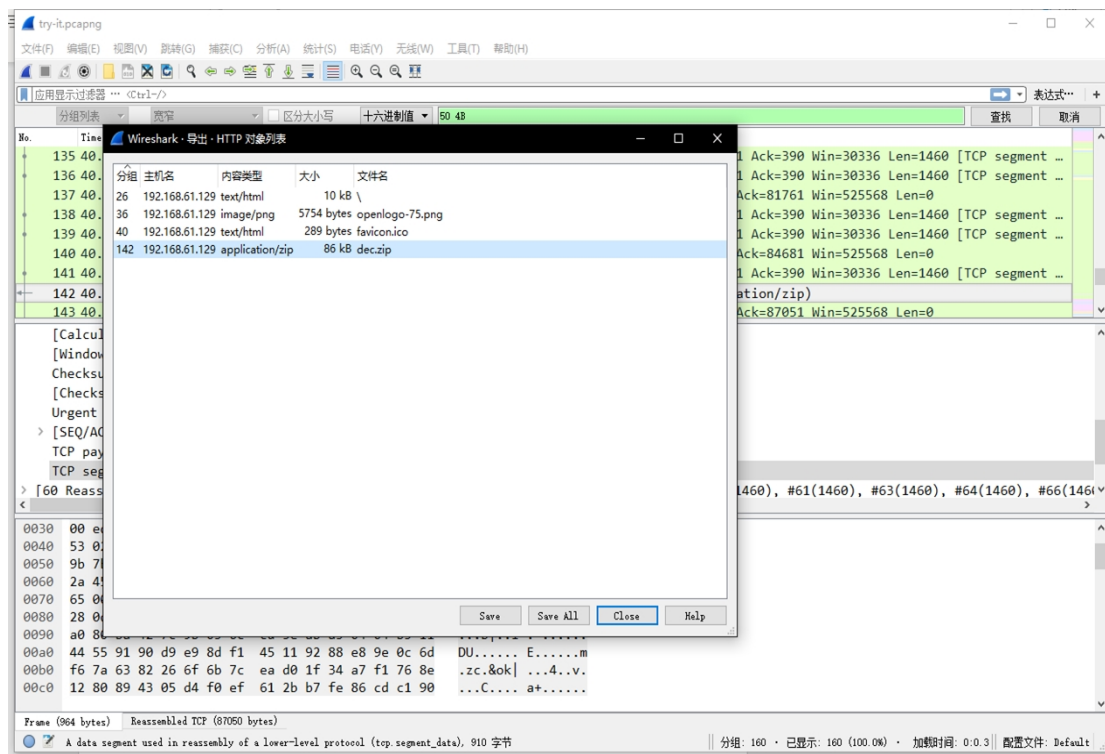 try-it.pcapng
文件(F) 编辑(E) 视图(V) 跳转(G) 捕获(C) 分析(A) 统计(S) 电话(Y) 无线(W) 工具(T) 帮助(H)
应用显示过滤器 … <Ctrl-/> 表达式… +
分组列表 宽窄 区分大小写 十六进制值 50 4B 查找 取消
No. Time
Wireshark · 导出 · HTTP 对象列表
分组 主机名 内容类型 大小 文件名
26 192.168.61.129 text/html 10 kB \
36 192.168.61.129 image/png 5754 bytes openlogo-75.png
40 192.168.61.129 text/html 289 bytes favicon.ico
142 192.168.61.129 application/zip 86 kB dec.zip
Save Save All Close Help
135 40. 1 Ack=390 Win=30336 Len=1460 [TCP segment …
136 40. 1 Ack=390 Win=30336 Len=1460 [TCP segment …
137 40. Ack=81761 Win=525568 Len=0
138 40. 1 Ack=390 Win=30336 Len=1460 [TCP segment …
139 40. 1 Ack=390 Win=30336 Len=1460 [TCP segment …
140 40. Ack=84681 Win=525568 Len=0
141 40. 1 Ack=390 Win=30336 Len=1460 [TCP segment …
142 40. ation/zip)
143 40. Ack=87051 Win=525568 Len=0
[Calcul
[Window
Checksu
[Checks
Urgent
> [SEQ/AC
TCP pay
TCP seg
> [60 Reass 1460), #61(1460), #63(1460), #64(1460), #66(146
0030 00
0040 53
0050 9b
0060 2a
0070 65
0080 28
0090 a0
00a0 44 55 91 90 d9 e9 8d f1 45 11 92 88 e8 9e 0c 6d DU...... E......m
00b0 f6 7a 63 82 26 6f 6b 7c ea d0 1f 34 a7 f1 76 8e .zc.&ok| ...4..v.
00c0 12 80 89 43 05 d4 f0 ef 61 2b b7 fe 86 cd c1 90 ...C.... a+......
Frame (964 bytes) Reassembled TCP (87050 bytes)
A data segment used in reassembly of a lower-level protocol (tcp.segment_data), 910 字节 分组: 160 · 已显示: 160 (100.0%) · 加载时间: 0:0.3 配置文件: Default